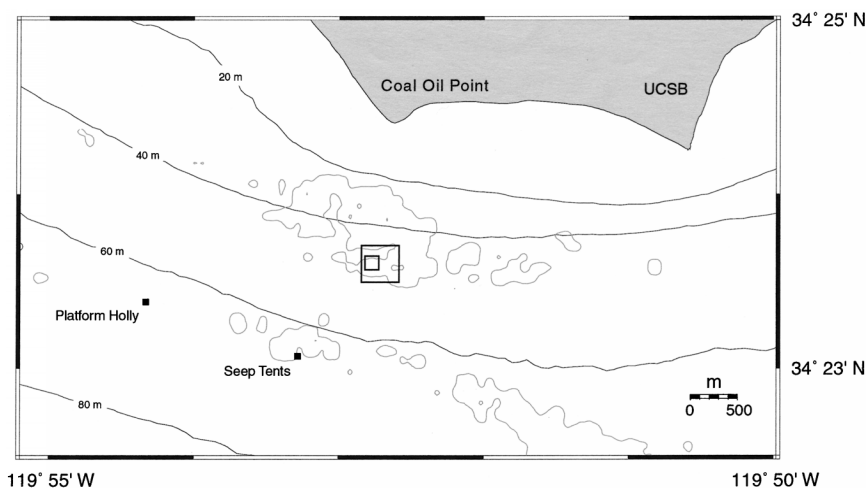 34° 25' N
20 m
Coal Oil Point
UCSB
40 m
60 m
Platform Holly
Seep Tents
34° 23' N
m
0 500
80 m
119° 55' W
119° 50' W